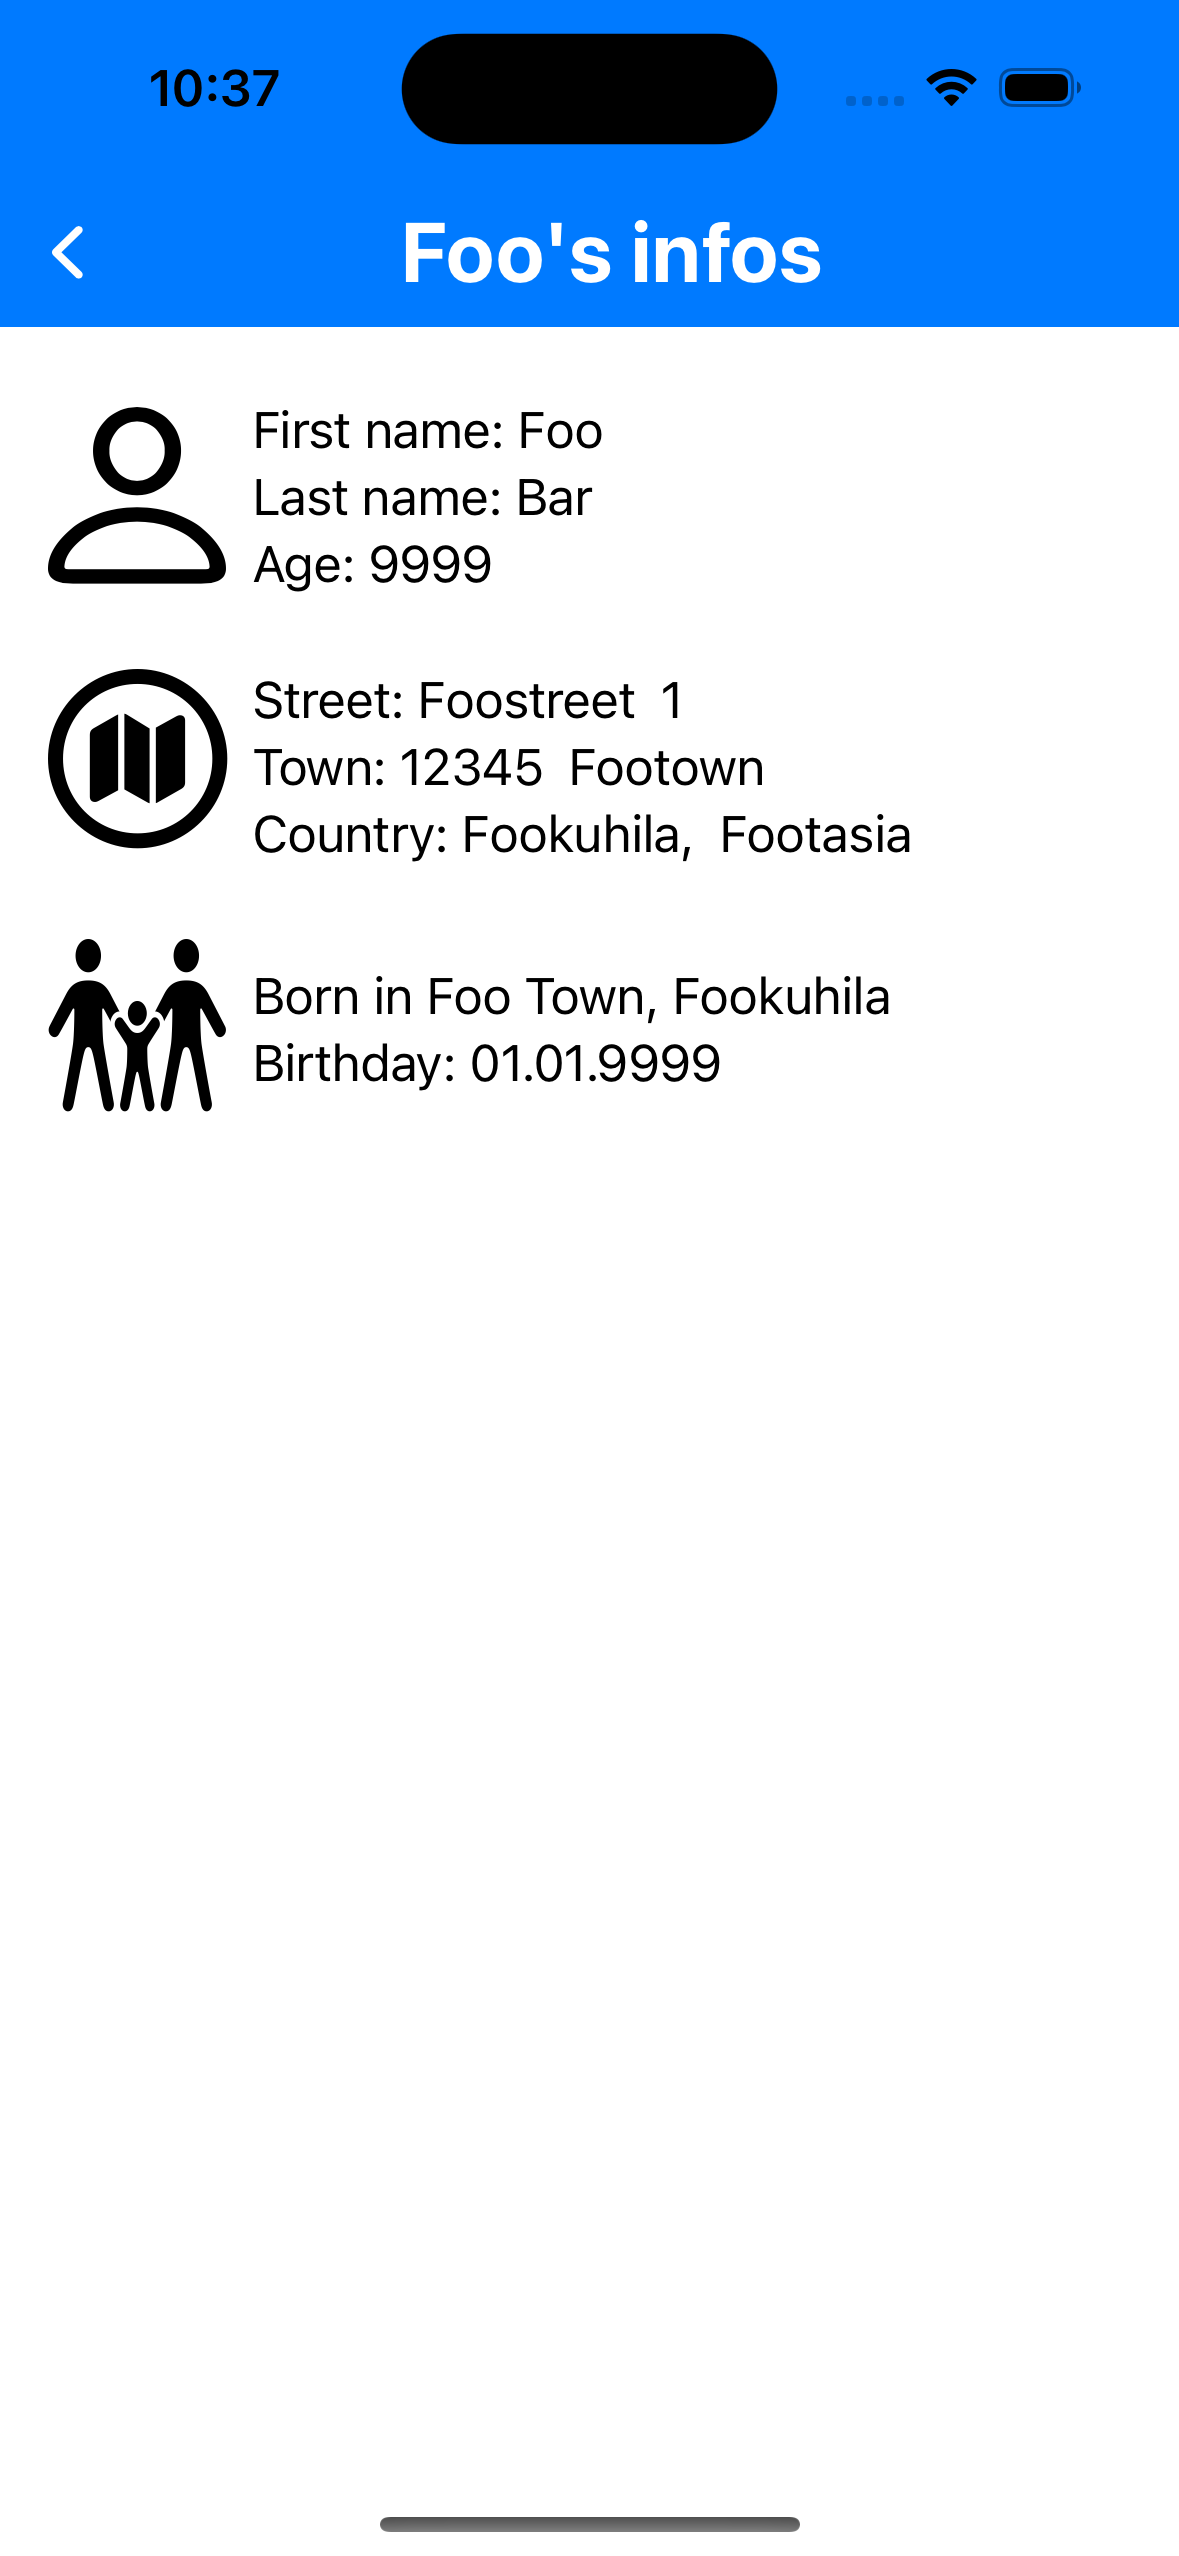 10:37
Foo's infos
First name: Foo
Last name: Bar
Age: 9999
Street: Foostreet  1
Town: 12345  Footown
Country: Fookuhila,  Footasia
Born in Foo Town, Fookuhila
Birthday: 01.01.9999